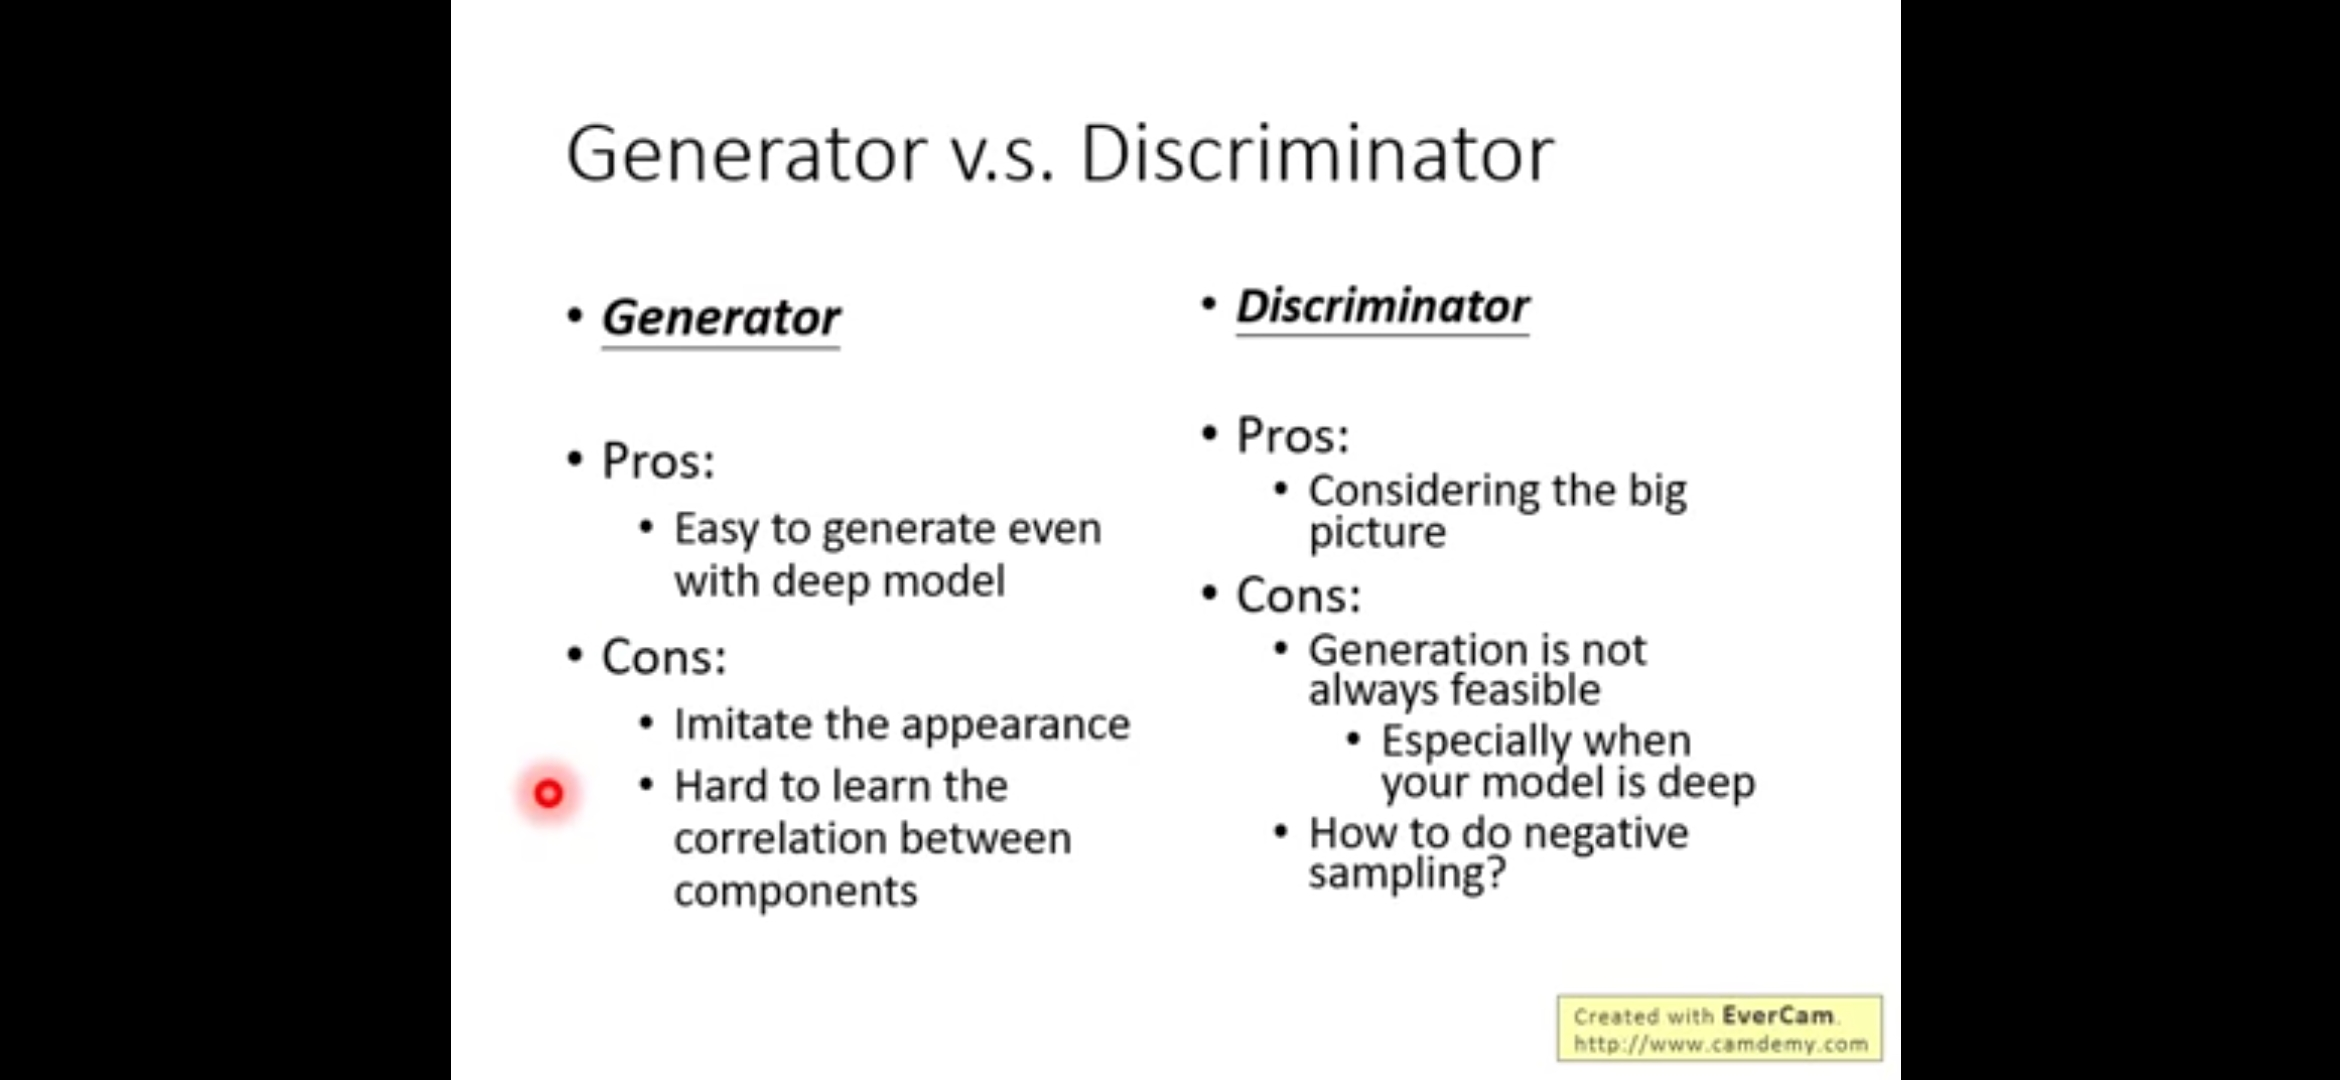 Generator v.s. Discriminator
• Generator
• Pros:
• Easy to generate even
with deep model
• Cons:
• Imitate the appearance
• Hard to learn the
correlation between
components
• Discriminator
• Pros:
• Considering the big
picture
• Cons:
• Generation is not
always feasible
• Especially when
your model is deep
• How to do negative
sampling?
Created with EverCam.
http://www.camdemy.com